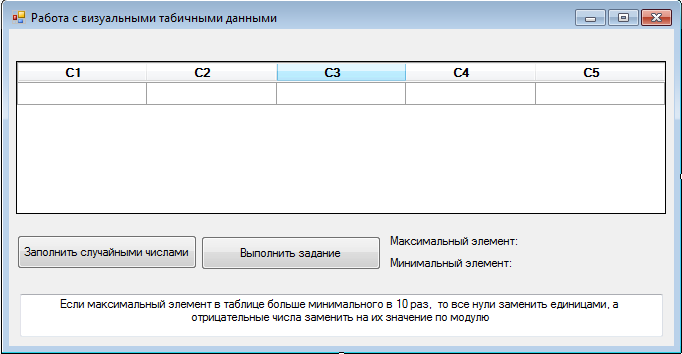 Работа с визуальными табичными данными
C1 C2 C3 C4 C5
Заполнить случайными числами
Выполнить задание
Максимальный элемент:
Минимальный элемент:
Если максимальный элемент в таблице больше минимального в 10 раз, то все нули заменить единицами, а
отрицательные числа заменить на их значение по модулю